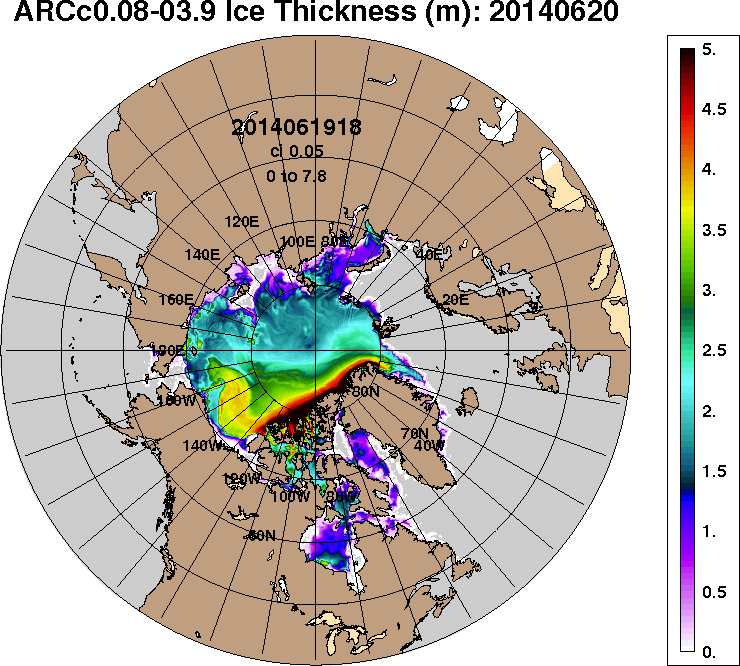 ARCc0.08-03.9 Ice Thickness (m): 20140620
2014061918
ci 0.05
0 to 7.8
120E
100E 80E
140E
40E
160E
20E
180E
160W
80N
140W
70N
40W
120W
100W 80W
60N
5.
4.5
4.
3.5
3.
2.5
2.
1.5
1.
0.5
0.